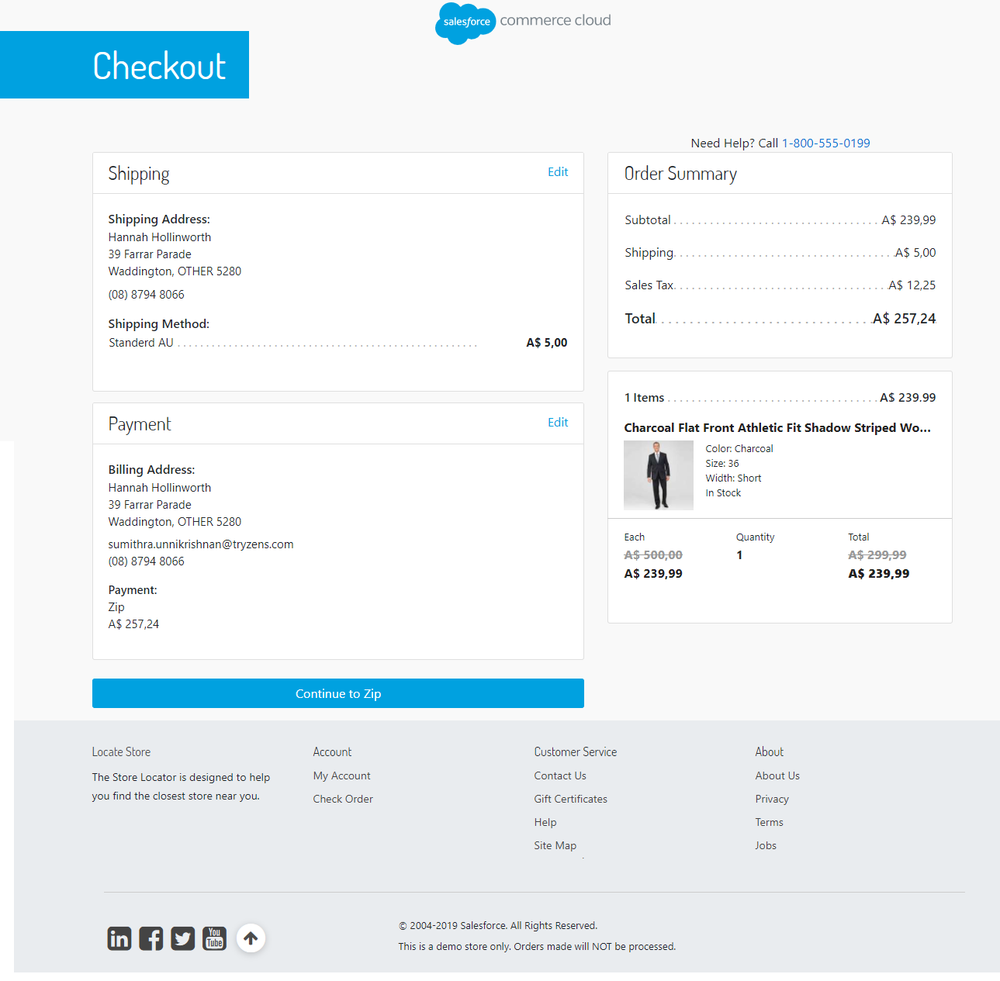 salesforce commerce cloud
Checkout
Need Help? Call 1-800-555-0199
Shipping
Edit
Shipping Address:
Hannah Hollinworth
39 Farrar Parade
Waddington, OTHER 5280
(08) 8794 8066
Shipping Method:
Standerd AU A$ 5,00
Payment
Edit
Billing Address:
Hannah Hollinworth
39 Farrar Parade
Waddington, OTHER 5280
sumithra.unnikrishnan@tryzens.com
(08) 8794 8066
Payment:
Zip
A$ 257,24
Continue to Zip
Order Summary
Subtotal A$ 239,99
Shipping A$ 5,00
Sales Tax A$ 12,25
Total A$ 257,24
1 Items A$ 239.99
Charcoal Flat Front Athletic Fit Shadow Striped Wo...
Color: Charcoal
Size: 36
Width: Short
In Stock
Each Quantity Total
A$ 500,00 1 A$ 299,99
A$ 239,99 A$ 239,99
Locate Store
The Store Locator is designed to help
you find the closest store near you.
Account
My Account
Check Order
Customer Service
Contact Us
Gift Certificates
Help
Site Map
About
About Us
Privacy
Terms
Jobs
in
You
Tube
© 2004-2019 Salesforce. All Rights Reserved.
This is a demo store only. Orders made will NOT be processed.